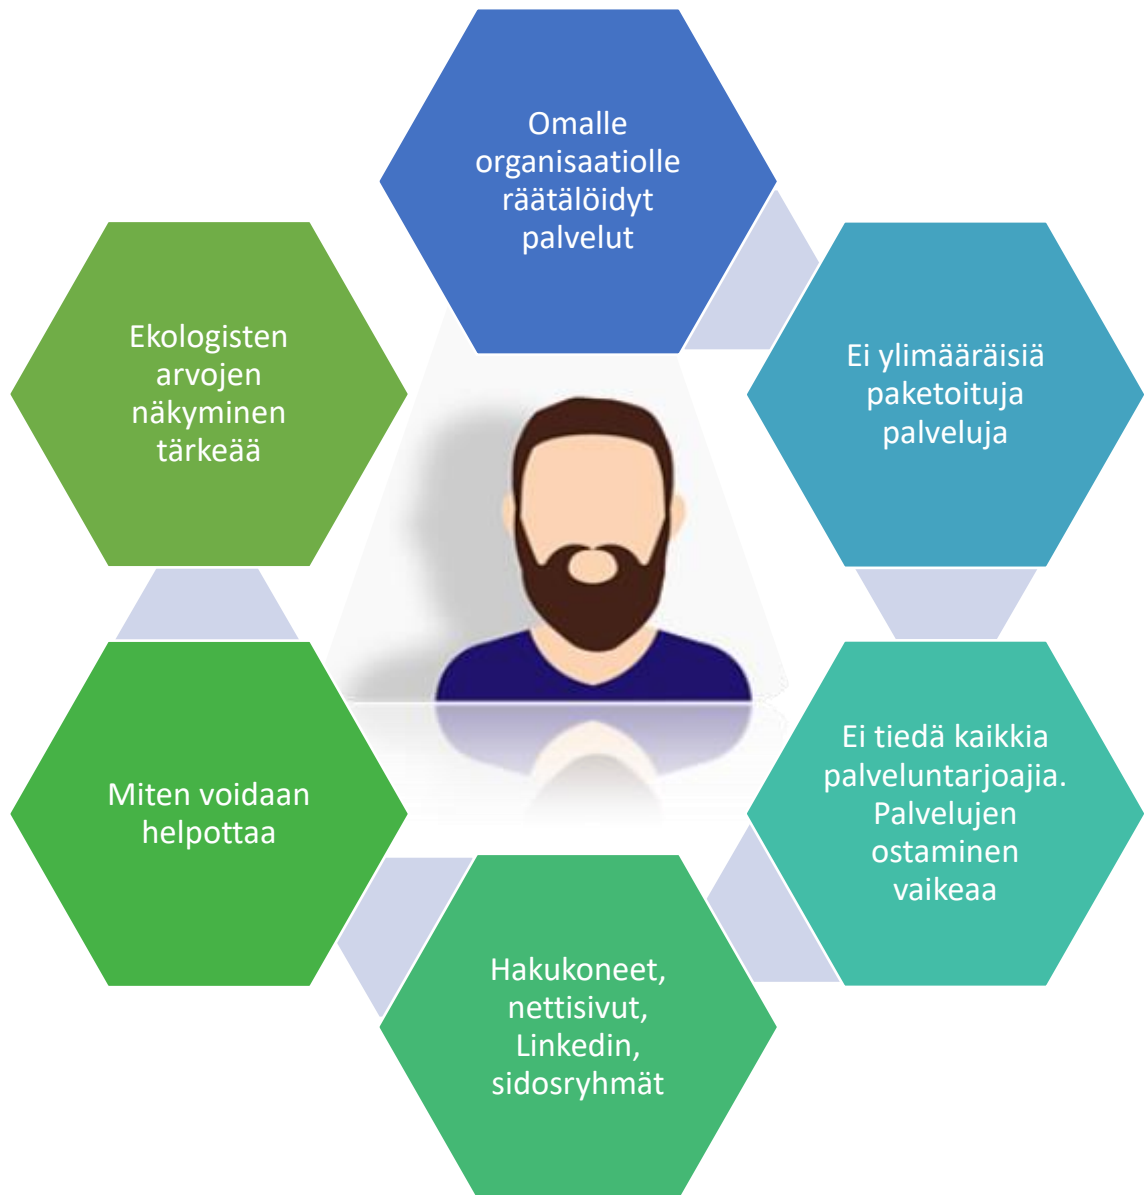 Omalle
organisaatiolle
räätälöidyt
palvelut
Ei ylimääräisiä
paketoituja
palveluja
Ei tiedä kaikkia
palveluntarjoajia.
Palvelujen
ostaminen
vaikeaa
Hakukoneet,
nettisivut,
Linkedin,
sidosryhmät
Miten voidaan
helpottaa
Ekologisten
arvojen
näkyminen
tärkeää